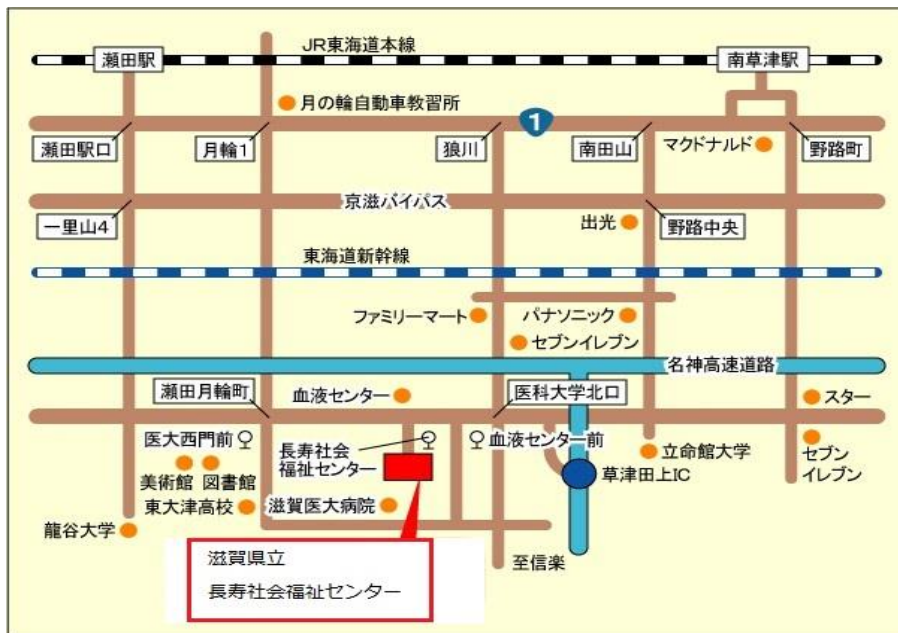 JR東海道本線
瀬田駅
南草津駅
月の輪自動車教習所
1
瀬田駅口
月輪1
狼川
南田山
マクドナルド
野路町
京滋バイパス
一里山4
出光
野路中央
東海道新幹線
ファミリーマート
パナソニック
セブンイレブン
名神高速道路
瀬田月輪町
血液センター
医科大学北口
スター
医大西門前
長寿社会
福祉センター
血液センター前
立命館大学
セブン
イレブン
美術館
図書館
草津田上IC
東大津高校
滋賀医大病院
龍谷大学
至信楽
滋賀県立
長寿社会福祉センター